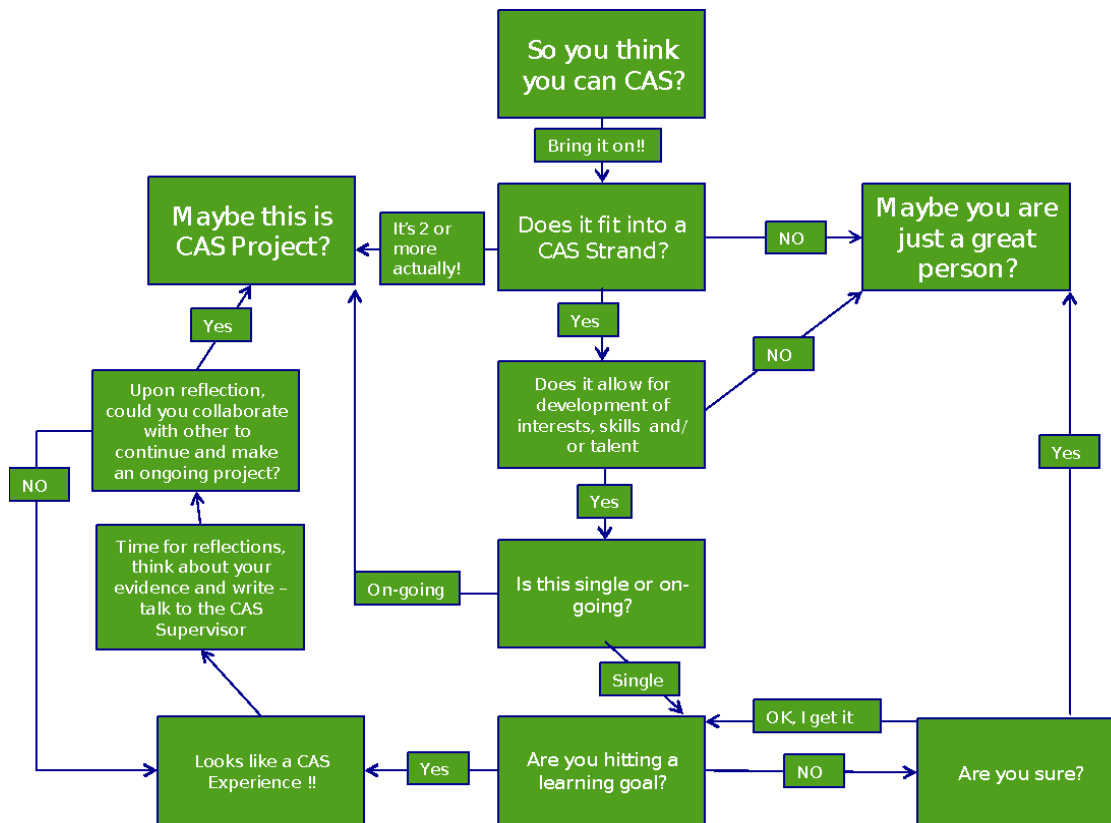 So you think
you can CAS?
Bring it on!!
Maybe this is
CAS Project?
It's 2 or
more
actually!
Does it fit into a
CAS Strand?
NO
Maybe you are
just a great
person?
Yes
Yes
NO
Upon reflection,
could you collaborate
with other to
continue and make
an ongoing project?
Does it allow for
development of
interests, skills and/
or talent
Yes
NO
Yes
Time for reflections,
think about your
evidence and write –
talk to the CAS
Supervisor
On-going
Is this single or on-
going?
Single
OK, I get it
Looks like a CAS
Experience !!
Yes
Are you hitting a
learning goal?
NO
Are you sure?